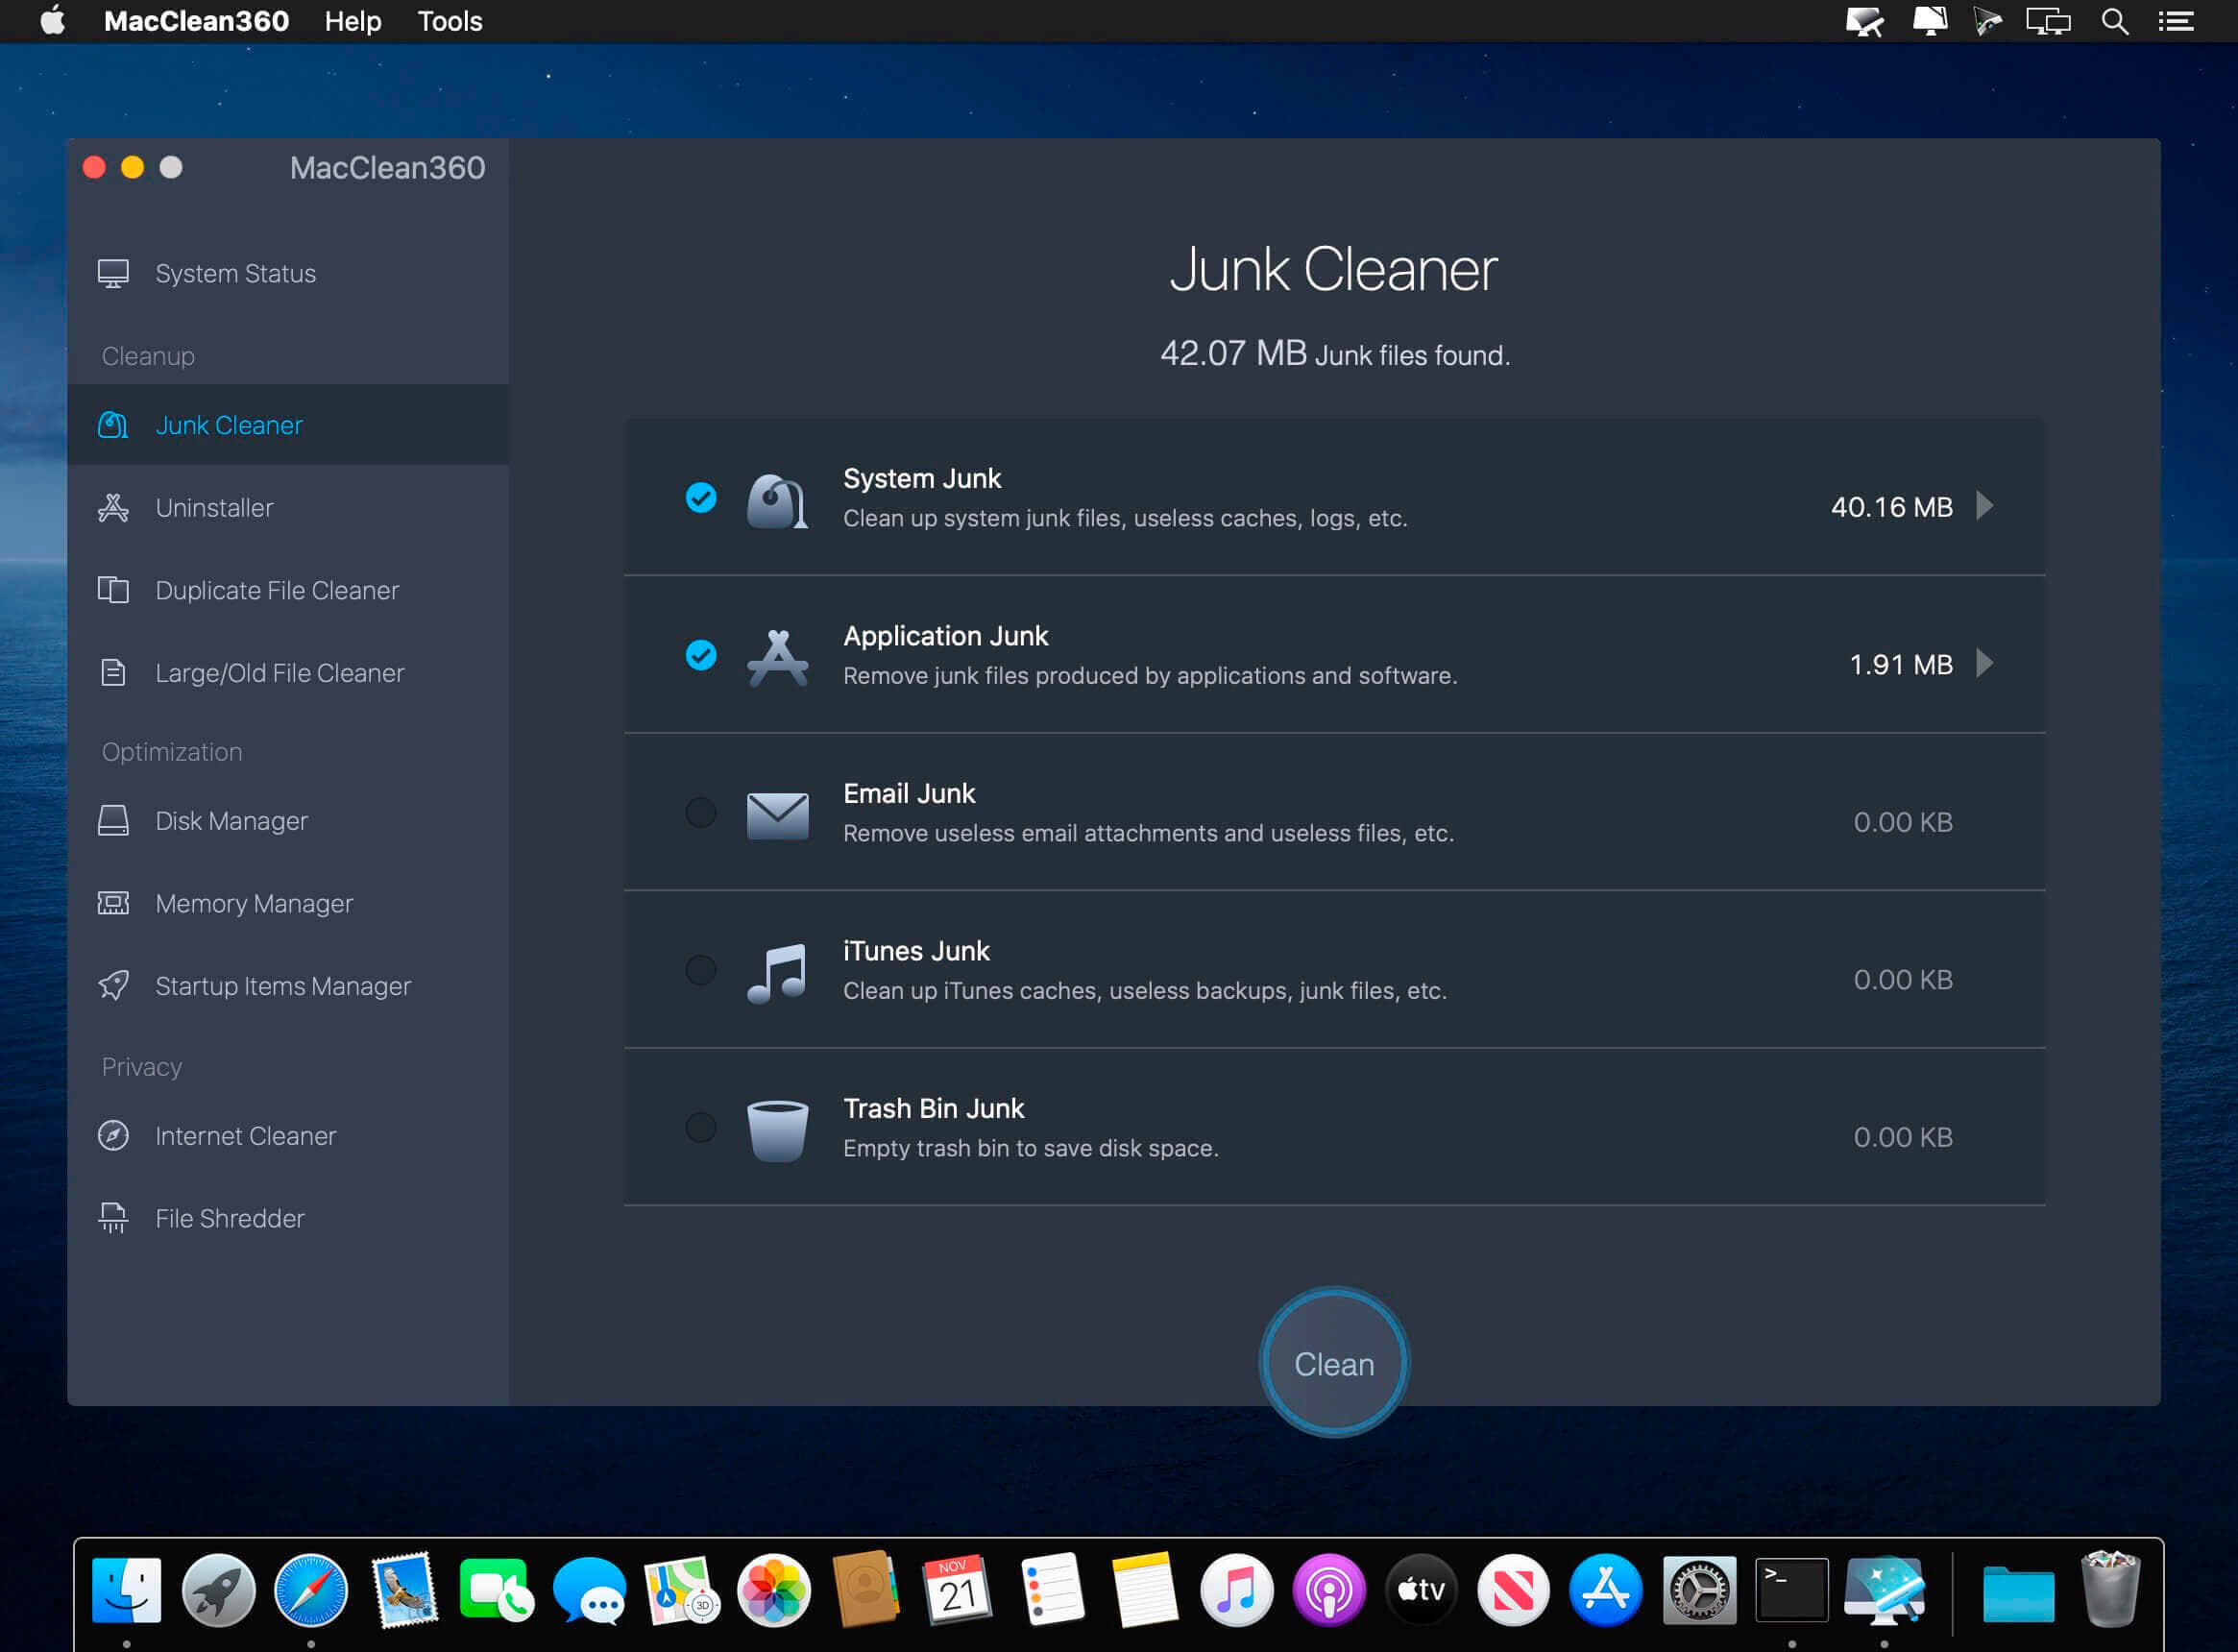 MacClean360 Help Tools
MacClean360
System Status
Cleanup
Junk Cleaner
Uninstaller
Duplicate File Cleaner
Large/Old File Cleaner
Optimization
Disk Manager
Memory Manager
Startup Items Manager
Privacy
Internet Cleaner
File Shredder
Junk Cleaner
42.07 MB Junk files found.
System Junk
Clean up system junk files, useless caches, logs, etc.
40.16 MB
Application Junk
Remove junk files produced by applications and software.
1.91 MB
Email Junk
Remove useless email attachments and useless files, etc.
0.00 KB
iTunes Junk
Clean up iTunes caches, useless backups, junk files, etc.
0.00 KB
Trash Bin Junk
Empty trash bin to save disk space.
0.00 KB
Clean
3D
NOV
21
tv
>_